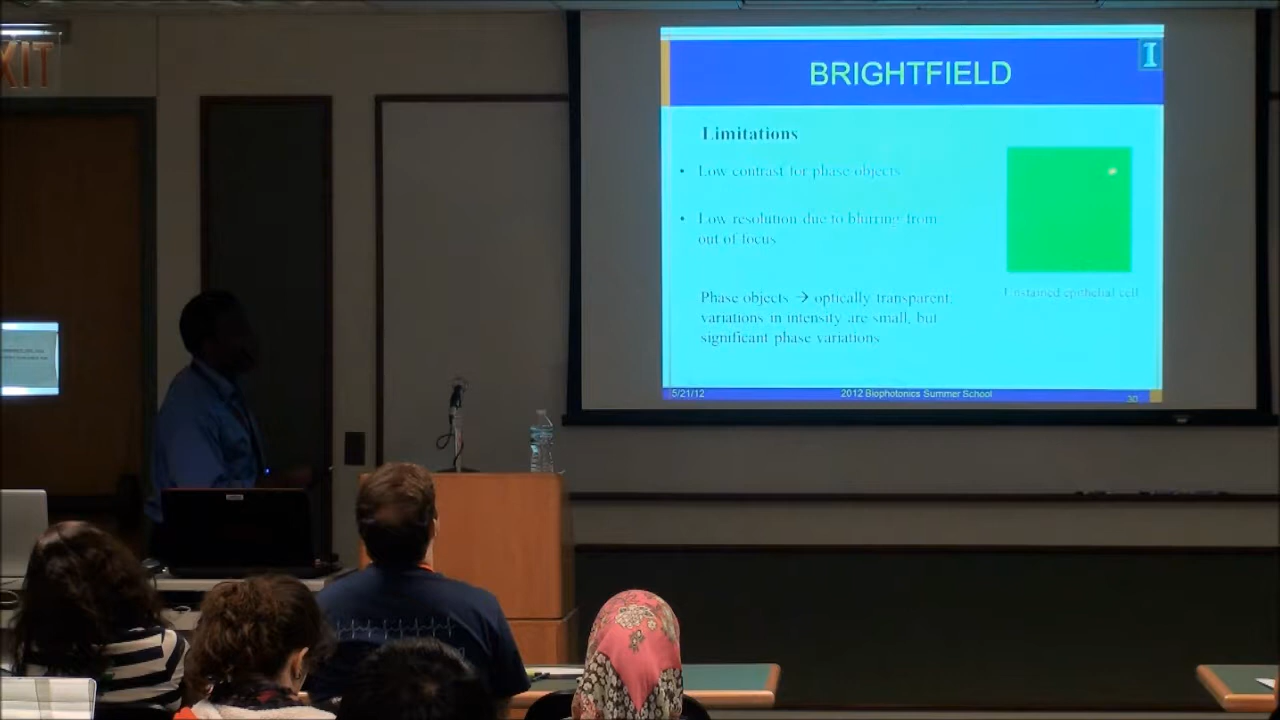 EXIT
BRIGHTFIELD
I
Limitations
• Low contrast for phase objects
• Low resolution due to blurring from
out of focus
Unstained epithelial cell
Phase objects → optically transparent,
variations in intensity are small, but
significant phase variations
5/21/12
2012 Biophotonics Summer School
30